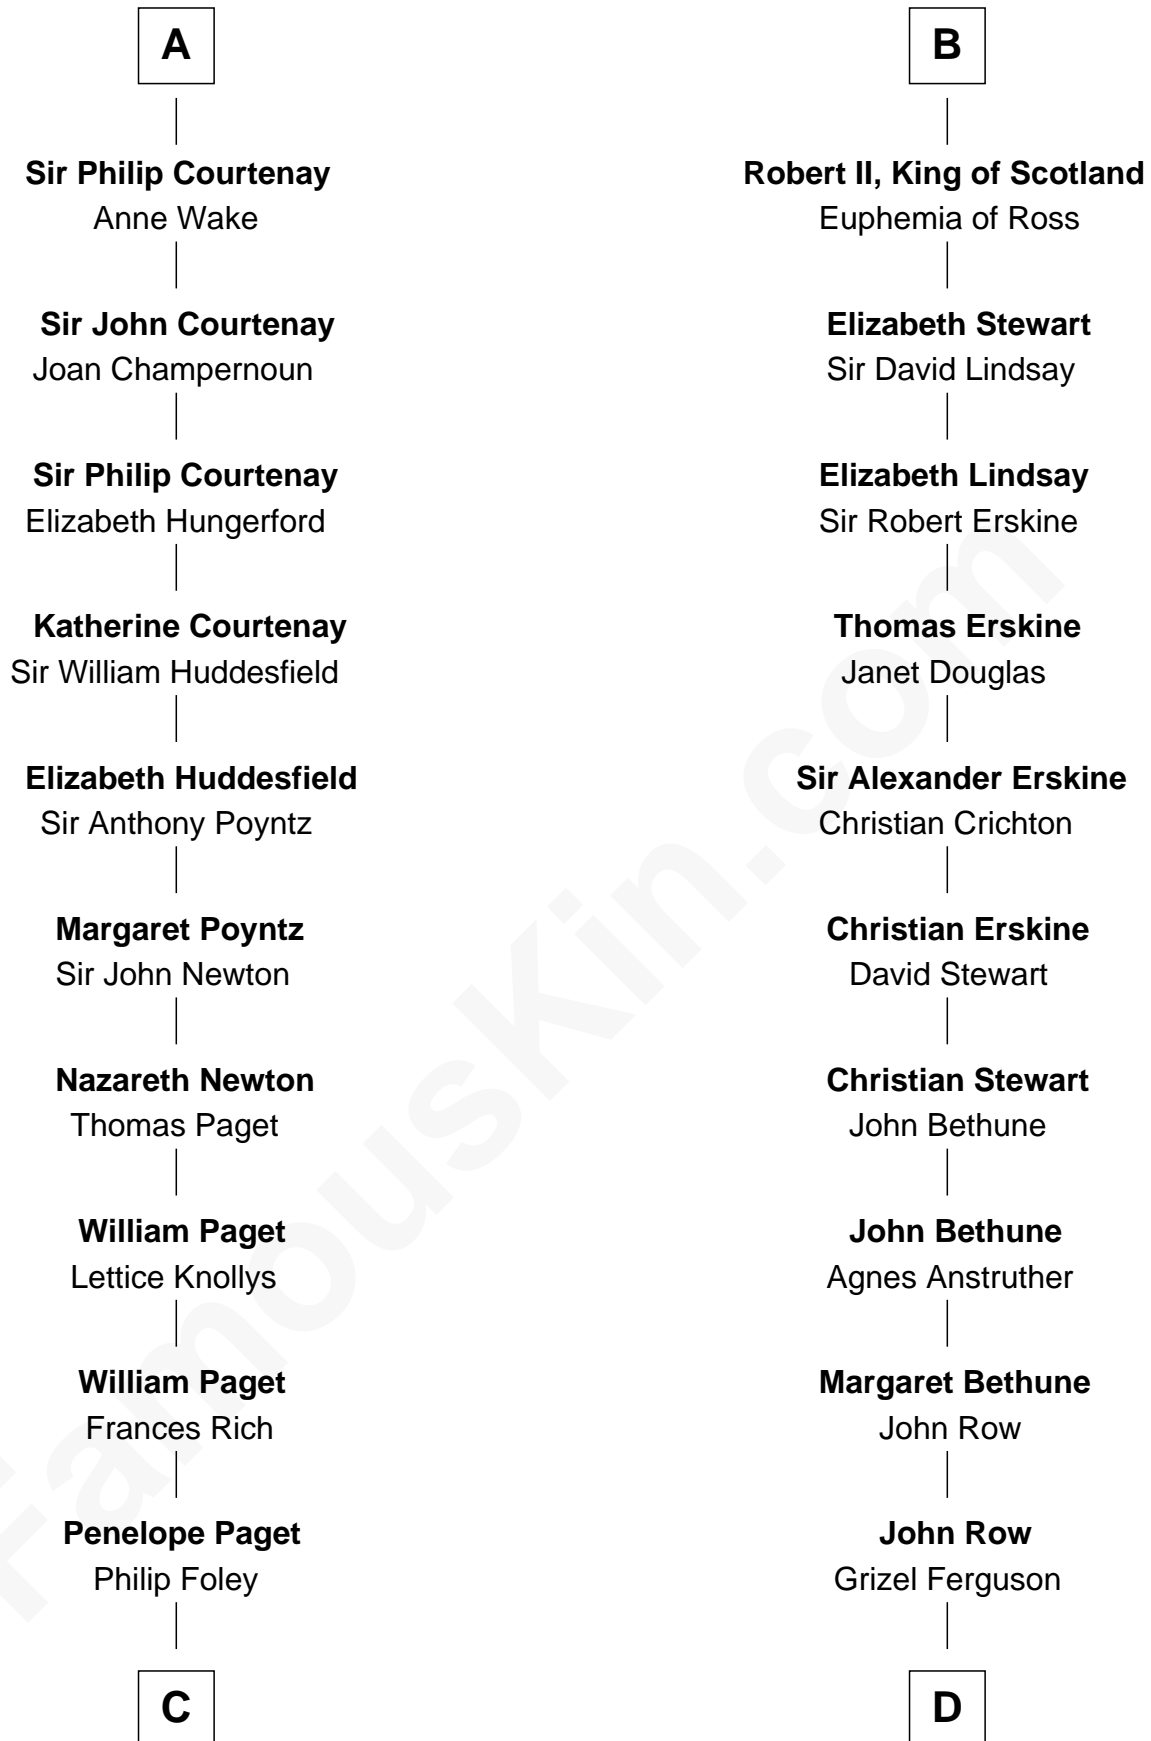 A
Sir Philip Courtenay
Anne Wake
Sir John Courtenay
Joan Champernoun
Sir Philip Courtenay
Elizabeth Hungerford
Katherine Courtenay
Sir William Huddesfield
Elizabeth Huddesfield
Sir Anthony Poyntz
Margaret Poyntz
Sir John Newton
Nazareth Newton
Thomas Paget
William Paget
Lettice Knollys
William Paget
Frances Rich
Penelope Paget
Philip Foley
C
B
Robert II, King of Scotland
Euphemia of Ross
Elizabeth Stewart
Sir David Lindsay
Elizabeth Lindsay
Sir Robert Erskine
Thomas Erskine
Janet Douglas
Sir Alexander Erskine
Christian Crichton
Christian Erskine
David Stewart
Christian Stewart
John Bethune
John Bethune
Agnes Anstruther
Margaret Bethune
John Row
John Row
Grizel Ferguson
D
FamousKin.com